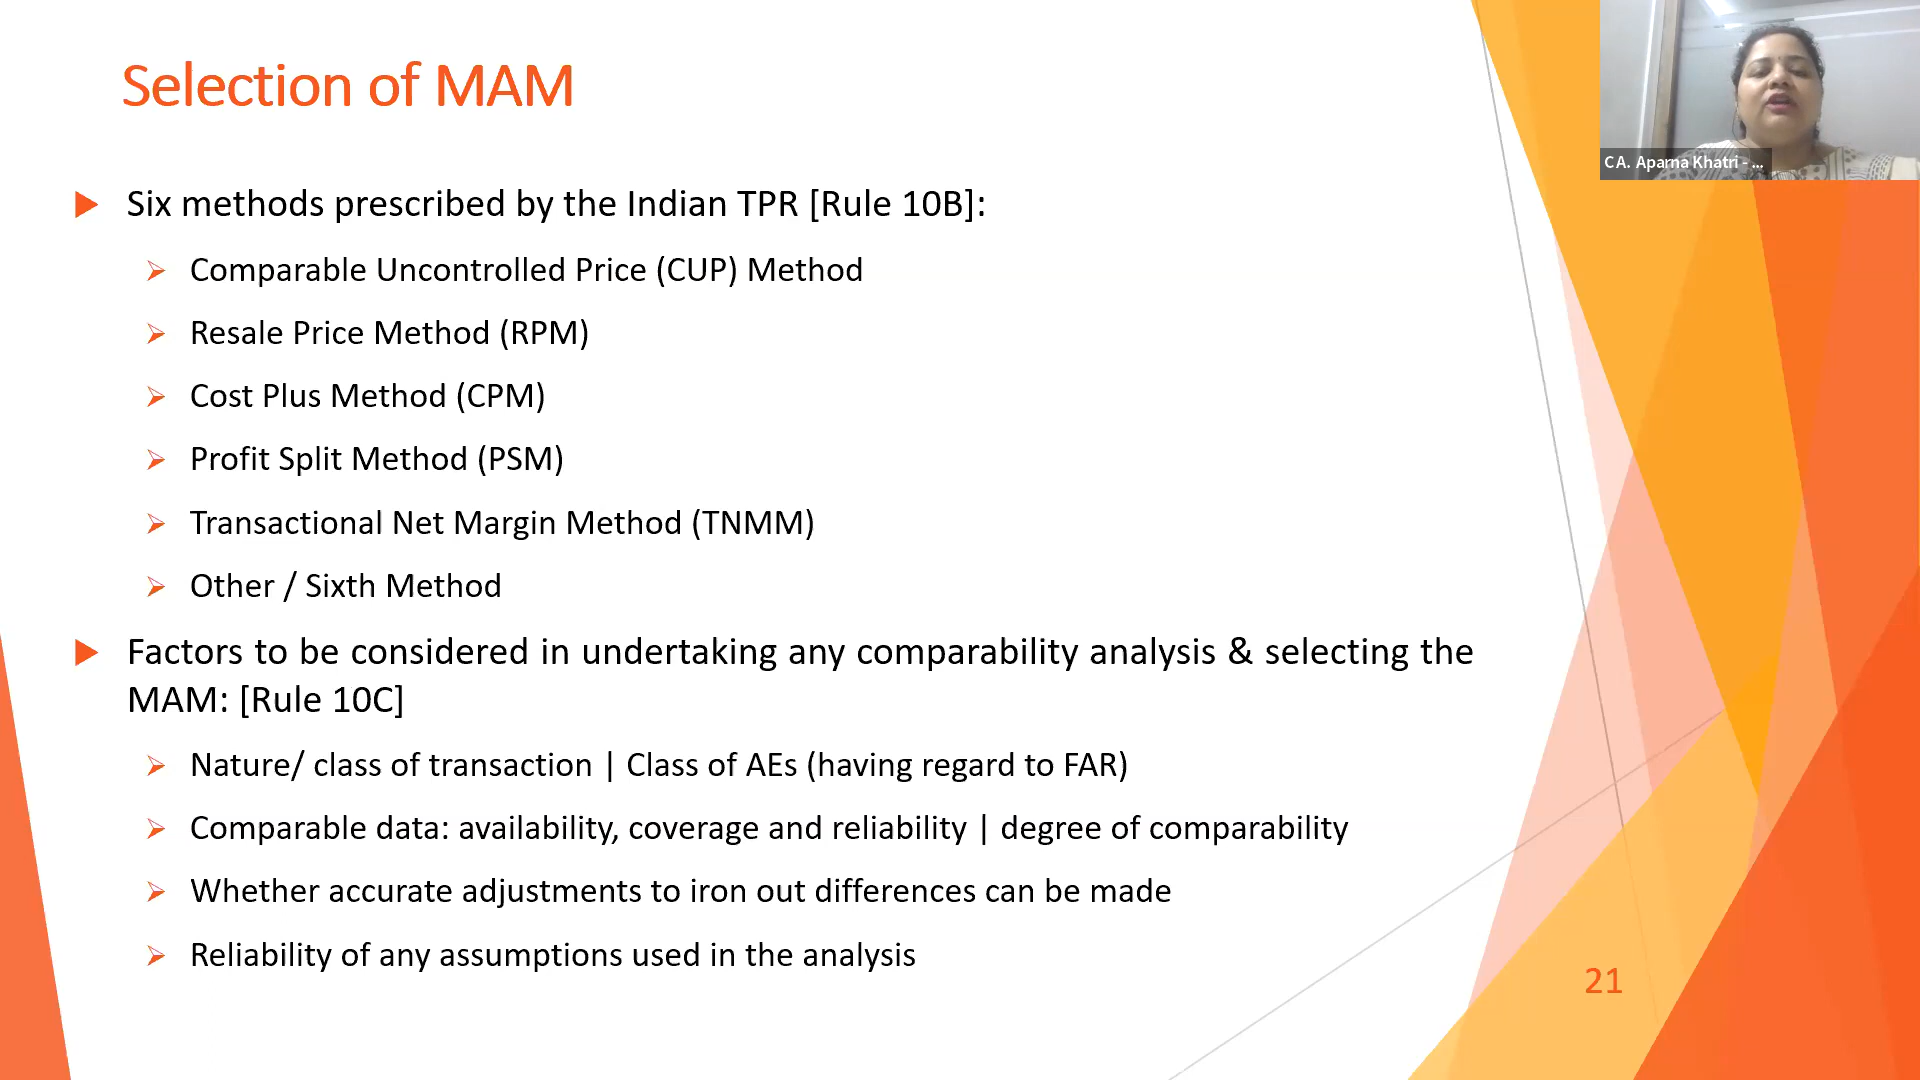 Selection of MAM
CA. Aparna Khatri - ...
Six methods prescribed by the Indian TPR [Rule 10B]:
Comparable Uncontrolled Price (CUP) Method
Resale Price Method (RPM)
Cost Plus Method (CPM)
Profit Split Method (PSM)
Transactional Net Margin Method (TNMM)
Other / Sixth Method
Factors to be considered in undertaking any comparability analysis & selecting the
MAM: [Rule 10C]
Nature/ class of transaction | Class of AEs (having regard to FAR)
Comparable data: availability, coverage and reliability | degree of comparability
Whether accurate adjustments to iron out differences can be made
Reliability of any assumptions used in the analysis
21